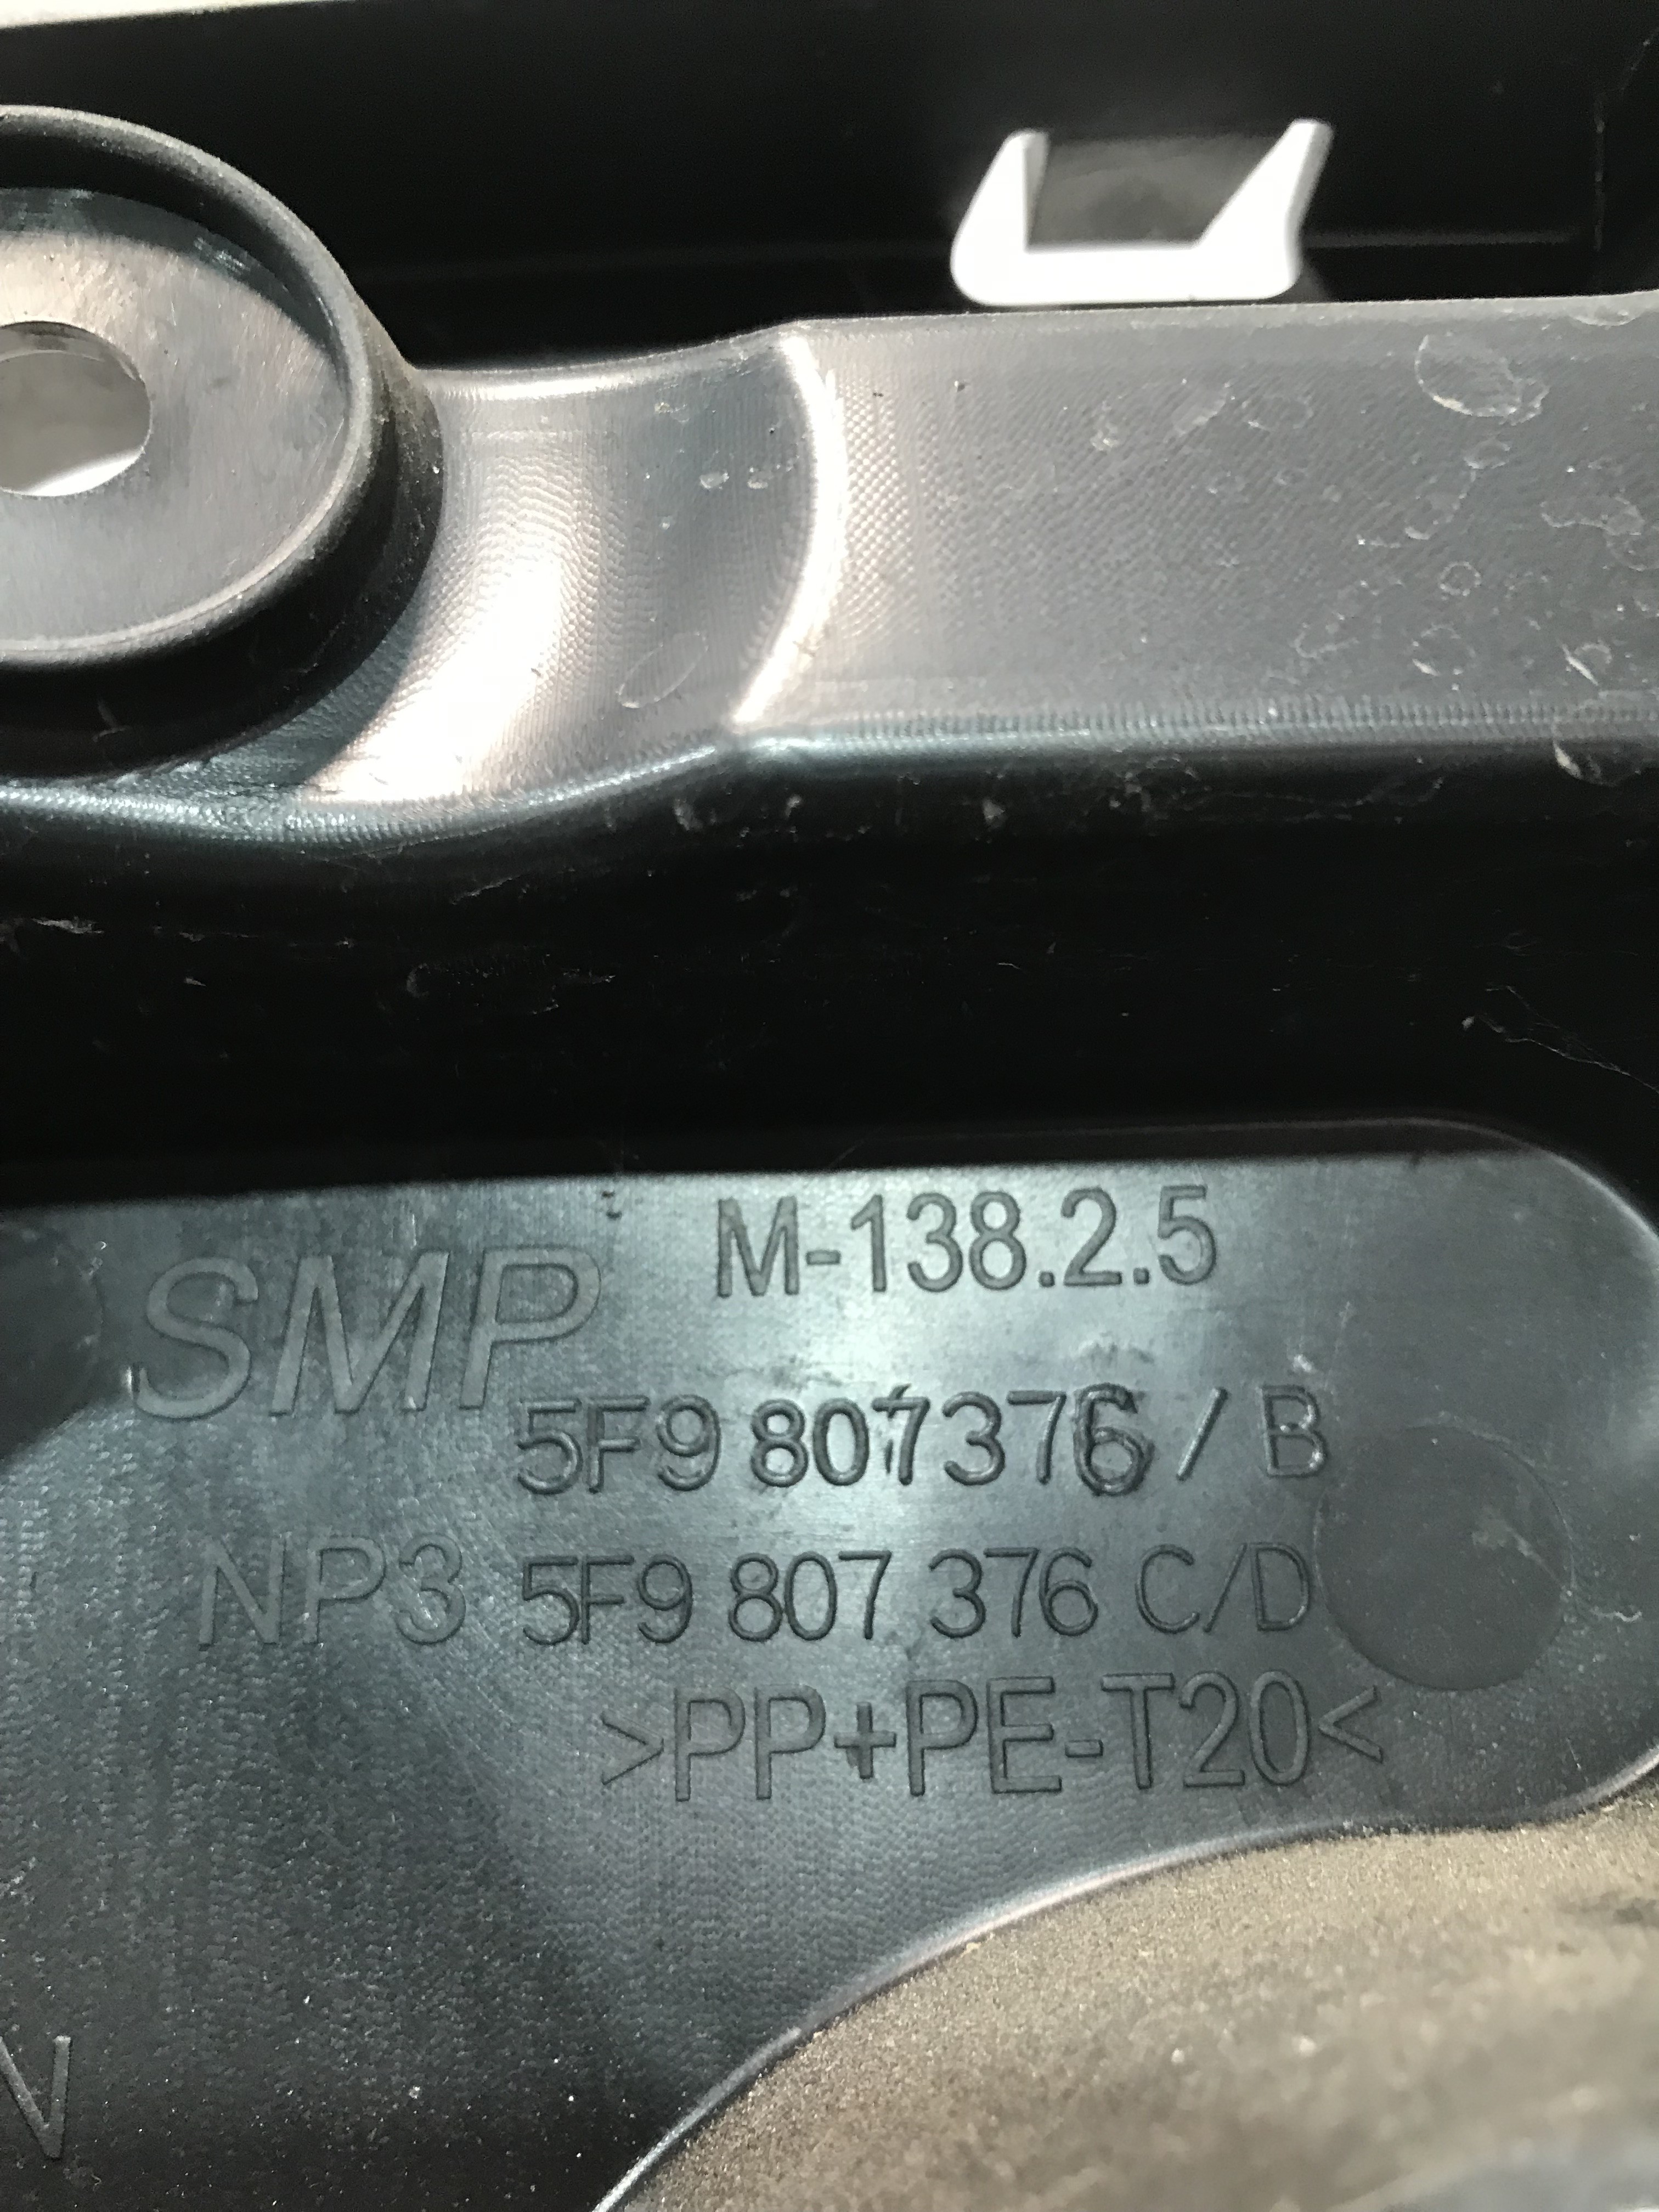 M-138.2.5
SMP
5F9 807376 / B
NP3 5F9 807 376 C/D
>PP+PE-T20<